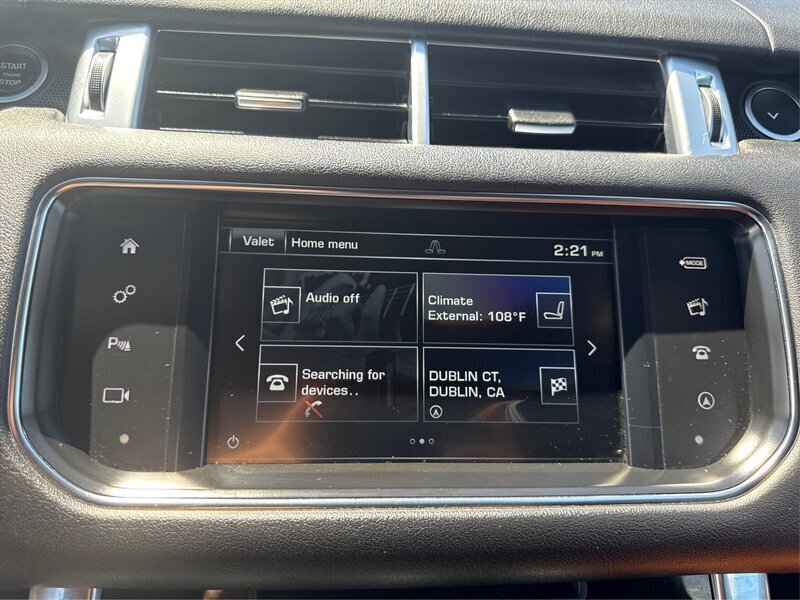 START
ENGINE
STOP
Valet
Home menu
2:21 PM
MODE
Audio off
Climate
External: 108°F
P
Searching for
devices..
DUBLIN CT,
DUBLIN, CA